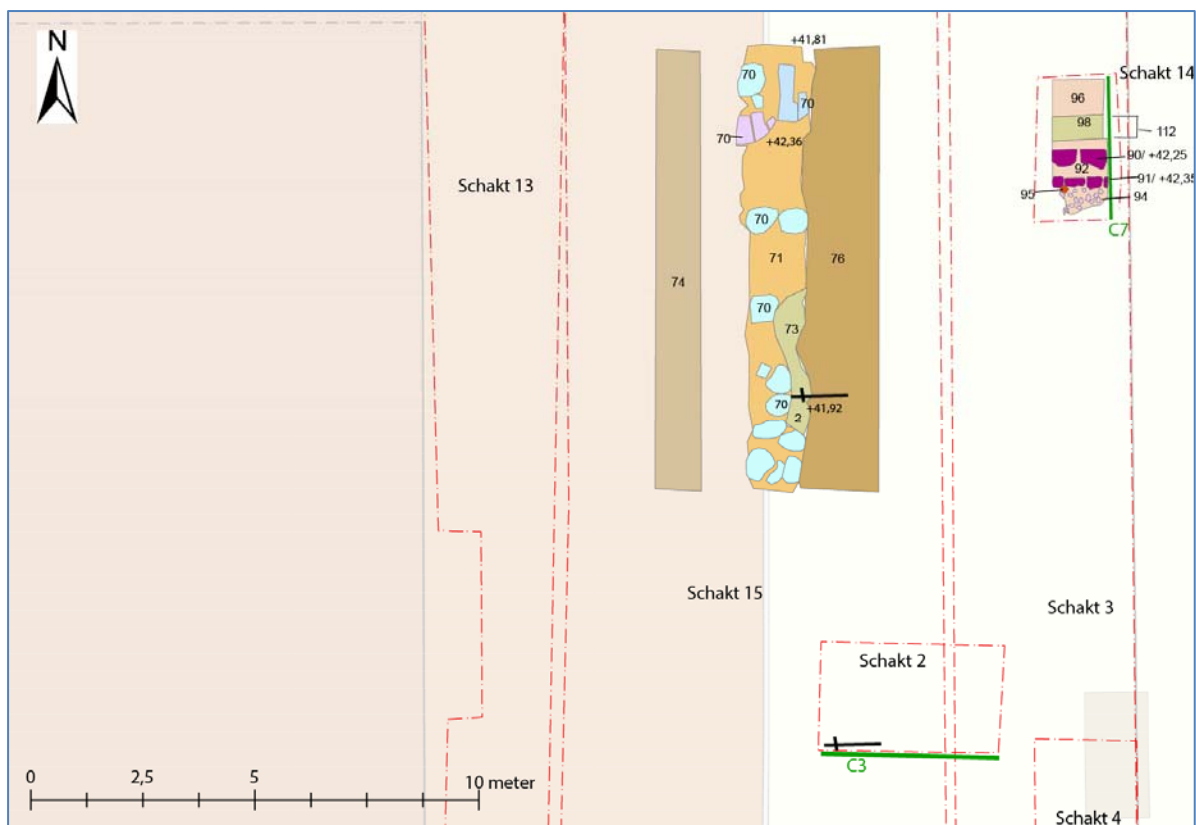 N
+41,81
Schakt 14
70
96
70
98
112
70
+42,36
90/ +42,25
92
Schakt 13
91/ +42,35
95
94
70
C7
71
76
74
70
73
70
+41,92
2
Schakt 15
Schakt 3
Schakt 2
C3
0
2,5
5
10 meter
Schakt 4